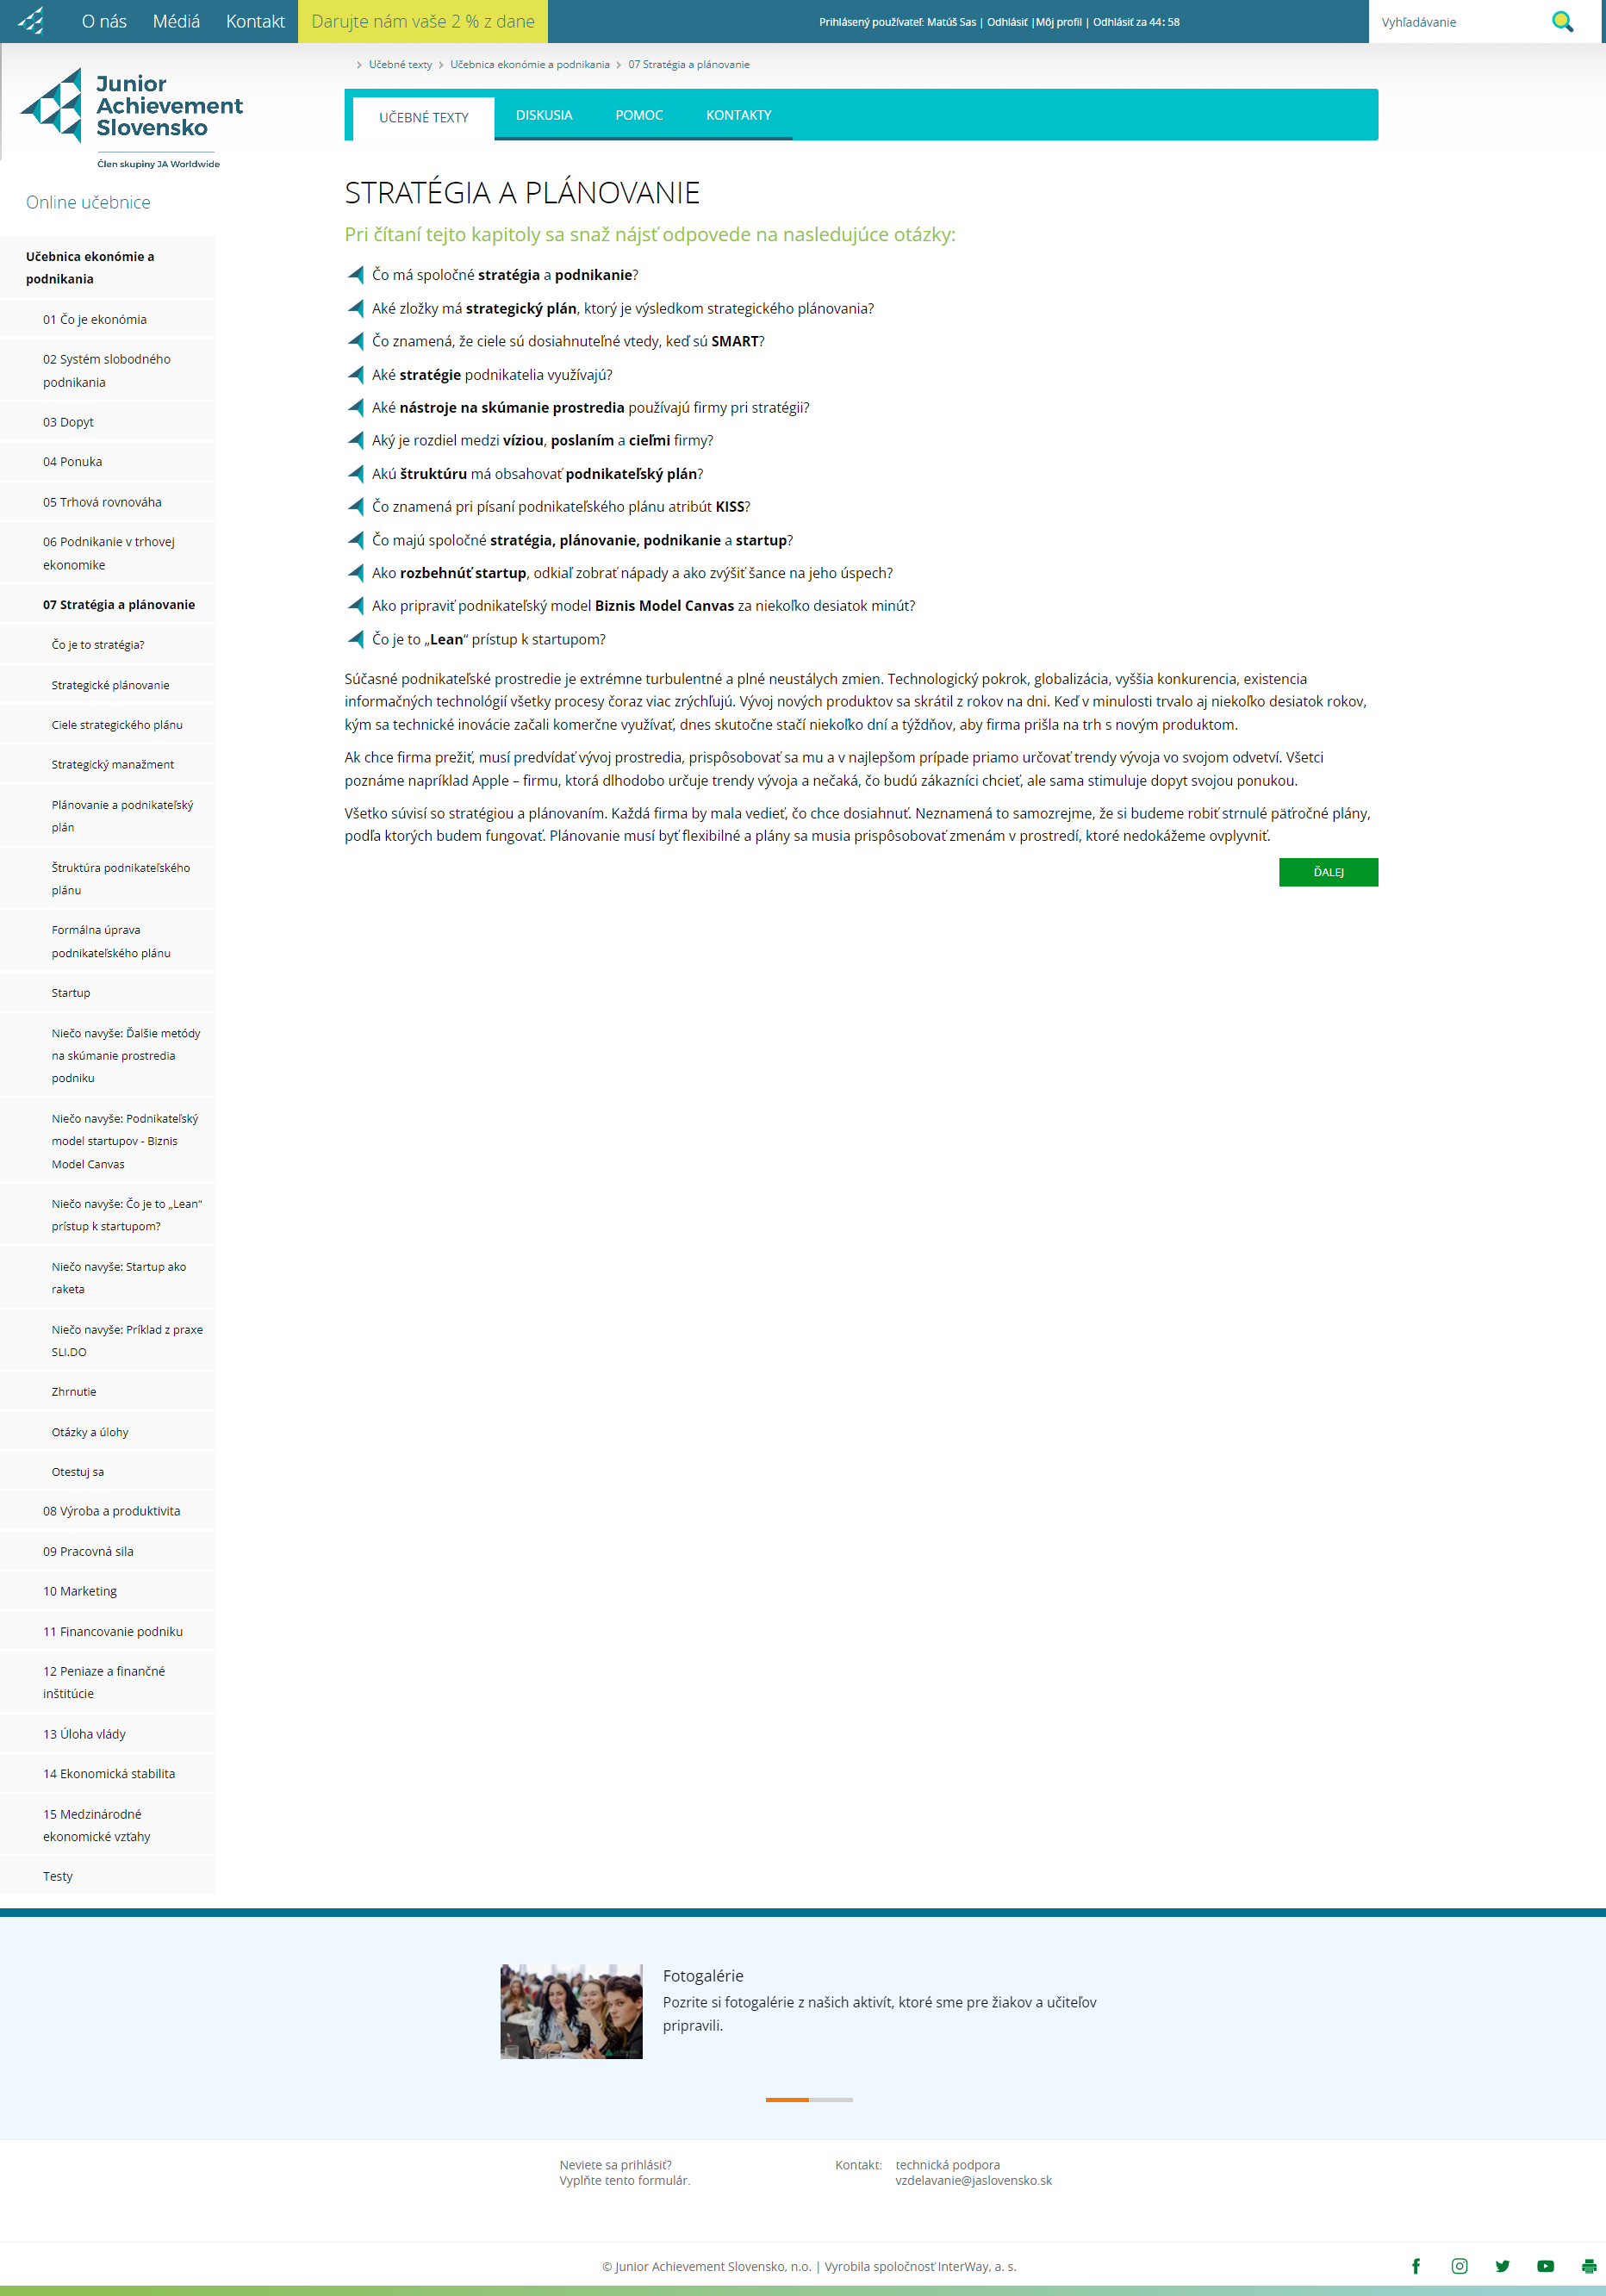 O nás Médiá Kontakt Darujte nám vaše 2 % z dane
Prihlásený používateľ: Matúš Sas | Odhlásiť |Môj profil | Odhlásiť za 44: 58
Vyhľadávanie
Junior
Achievement
Slovensko
Člen skupiny JA Worldwide
Učebné texty Učebnica ekonómie a podnikania 07 Stratégia a plánovanie
UČEBNÉ TEXTY DISKUSIA POMOC KONTAKTY
Online učebnice
Učebnica ekonómie a
podnikania
01 Čo je ekonómia
02 Systém slobodného
podnikania
03 Dopyt
04 Ponuka
05 Trhová rovnováha
06 Podnikanie v trhovej
ekonomike
07 Stratégia a plánovanie
Čo je to stratégia?
Strategické plánovanie
Ciele strategického plánu
Strategický manažment
Plánovanie a podnikateľský
plán
Štruktúra podnikateľského
plánu
Formálna úprava
podnikateľského plánu
Startup
Niečo navyše: Ďalšie metódy
na skúmanie prostredia
podniku
Niečo navyše: Podnikateľský
model startupov - Biznis
Model Canvas
Niečo navyše: Čo je to „Lean“
prístup k startupom?
Niečo navyše: Startup ako
raketa
Niečo navyše: Príklad z praxe
SLI.DO
Zhrnutie
Otázky a úlohy
Otestuj sa
08 Výroba a produktivita
09 Pracovná sila
10 Marketing
11 Financovanie podniku
12 Peniaze a finančné
inštitúcie
13 Úloha vlády
14 Ekonomická stabilita
15 Medzinárodné
ekonomické vzťahy
Testy
STRATÉGIA A PLÁNOVANIE
Pri čítaní tejto kapitoly sa snaž nájsť odpovede na nasledujúce otázky:
Čo má spoločné stratégia a podnikanie?
Aké zložky má strategický plán, ktorý je výsledkom strategického plánovania?
Čo znamená, že ciele sú dosiahnuteľné vtedy, keď sú SMART?
Aké stratégie podnikatelia využívajú?
Aké nástroje na skúmanie prostredia používajú firmy pri stratégii?
Aký je rozdiel medzi víziou, poslaním a cieľmi firmy?
Akú štruktúru má obsahovať podnikateľský plán?
Čo znamená pri písaní podnikateľského plánu atribút KISS?
Čo majú spoločné stratégia, plánovanie, podnikanie a startup?
Ako rozbehnúť startup, odkiaľ zobrať nápady a ako zvýšiť šance na jeho úspech?
Ako pripraviť podnikateľský model Biznis Model Canvas za niekoľko desiatok minút?
Čo je to „Lean“ prístup k startupom?
Súčasné podnikateľské prostredie je extrémne turbulentné a plné neustálych zmien. Technologický pokrok, globalizácia, vyššia konkurencia, existencia
informačných technológií všetky procesy čoraz viac zrýchľujú. Vývoj nových produktov sa skrátil z rokov na dni. Keď v minulosti trvalo aj niekoľko desiatok rokov,
kým sa technické inovácie začali komerčne využívať, dnes skutočne stačí niekoľko dní a týždňov, aby firma prišla na trh s novým produktom.
Ak chce firma prežiť, musí predvídať vývoj prostredia, prispôsobovať sa mu a v najlepšom prípade priamo určovať trendy vývoja vo svojom odvetví. Všetci
poznáme napríklad Apple – firmu, ktorá dlhodobo určuje trendy vývoja a nečaká, čo budú zákazníci chcieť, ale sama stimuluje dopyt svojou ponukou.
Všetko súvisí so stratégiou a plánovaním. Každá firma by mala vedieť, čo chce dosiahnuť. Neznamená to samozrejme, že si budeme robiť strnulé päťročné plány,
podľa ktorých budem fungovať. Plánovanie musí byť flexibilné a plány sa musia prispôsobovať zmenám v prostredí, ktoré nedokážeme ovplyvniť.
ĎALEJ
Fotogalérie
Pozrite si fotogalérie z našich aktivít, ktoré sme pre žiakov a učiteľov
pripravili.
Neviete sa prihlásiť?
Vyplňte tento formulár.
Kontakt: technická podpora
vzdelavanie@jaslovensko.sk
© Junior Achievement Slovensko, n.o. | Vyrobila spoločnosť InterWay, a. s.